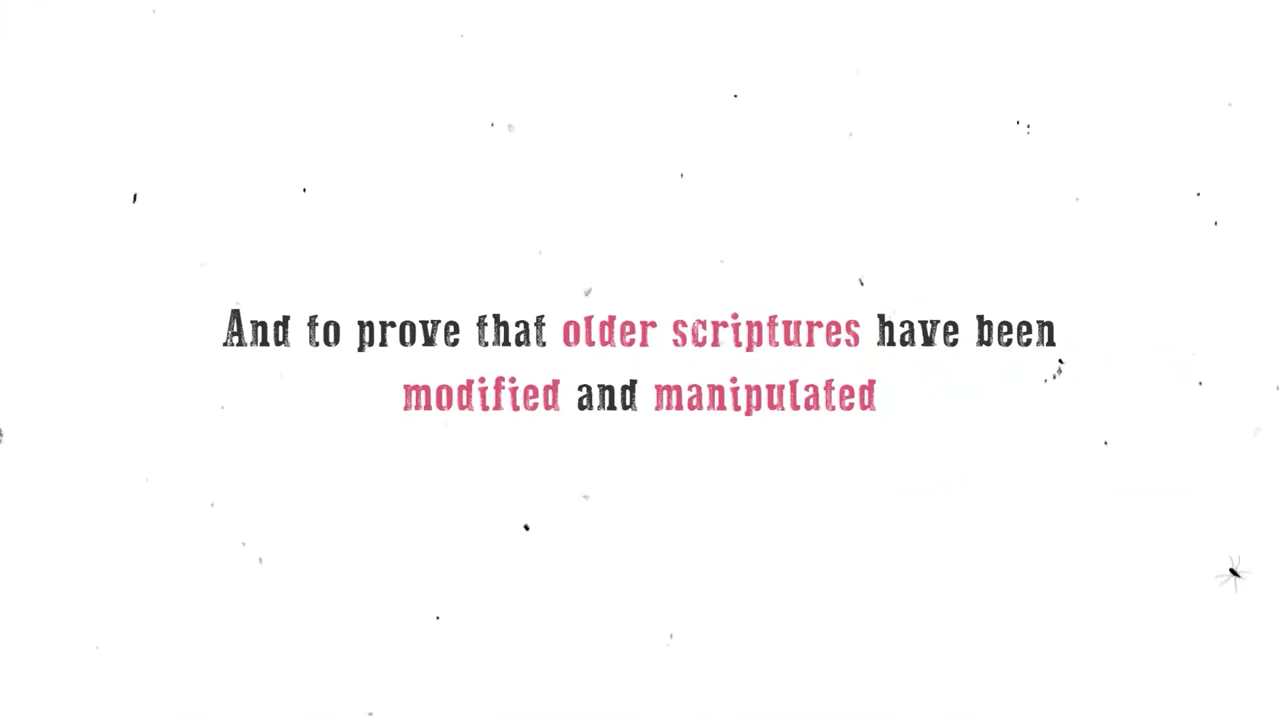 And to prove that older scriptures have been
modified and manipulated